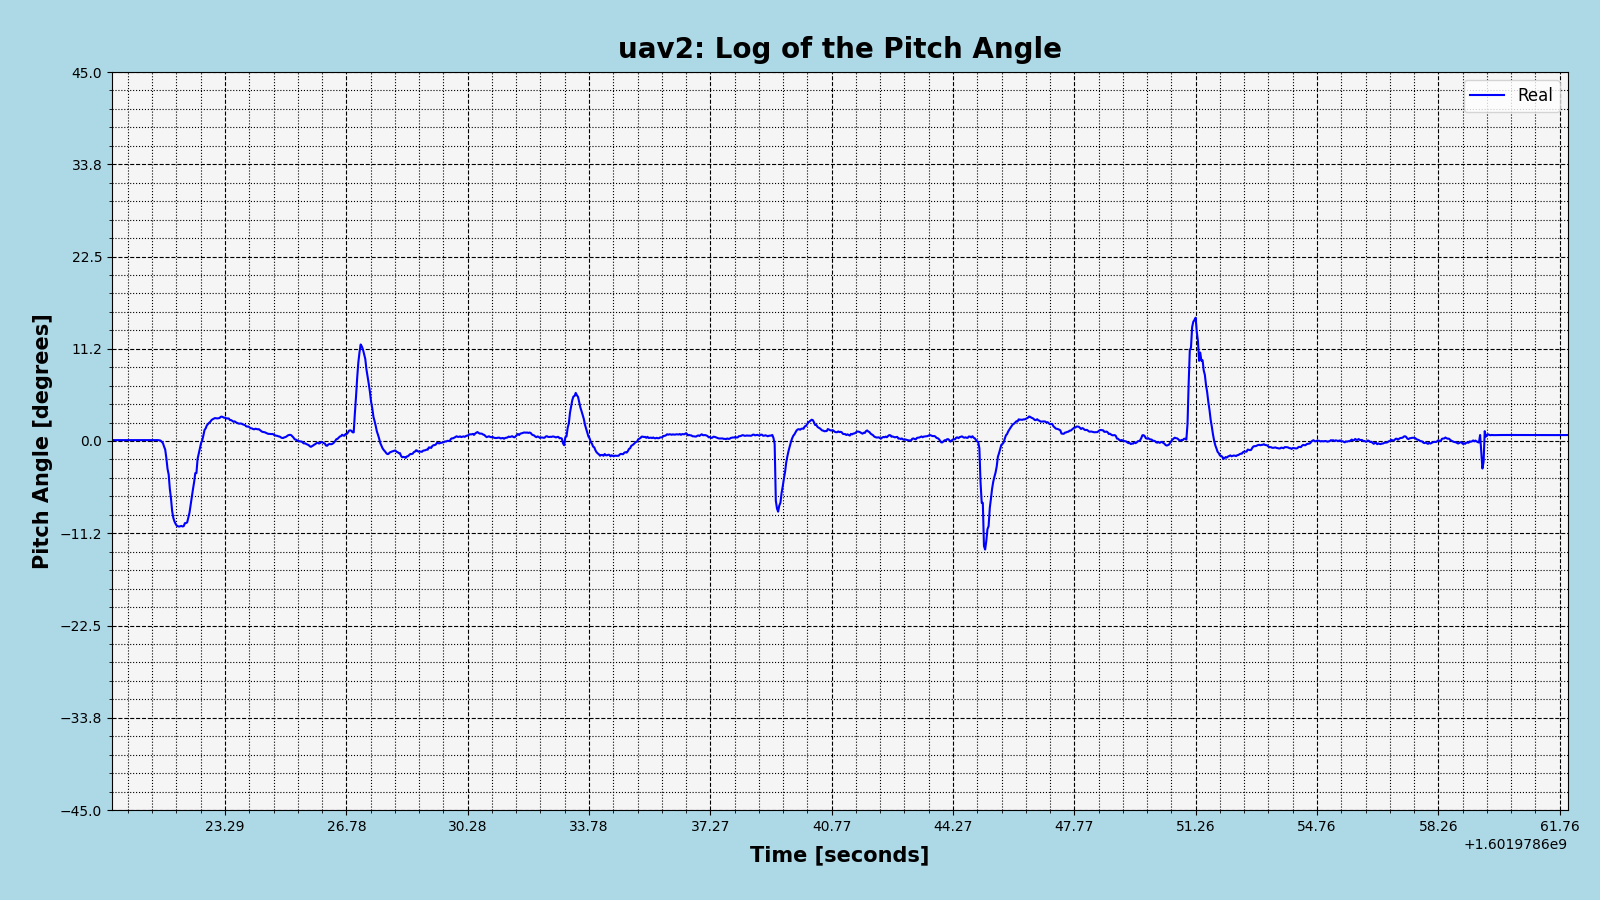 uav2: Log of the Pitch Angle
Real
45.0
33.8
22.5
11.2
0.0
−11.2
−22.5
−33.8
−45.0
Pitch Angle [degrees]
23.29 26.78 30.28 33.78 37.27 40.77 44.27 47.77 51.26 54.76 58.26 61.76
+1.6019786e9
Time [seconds]